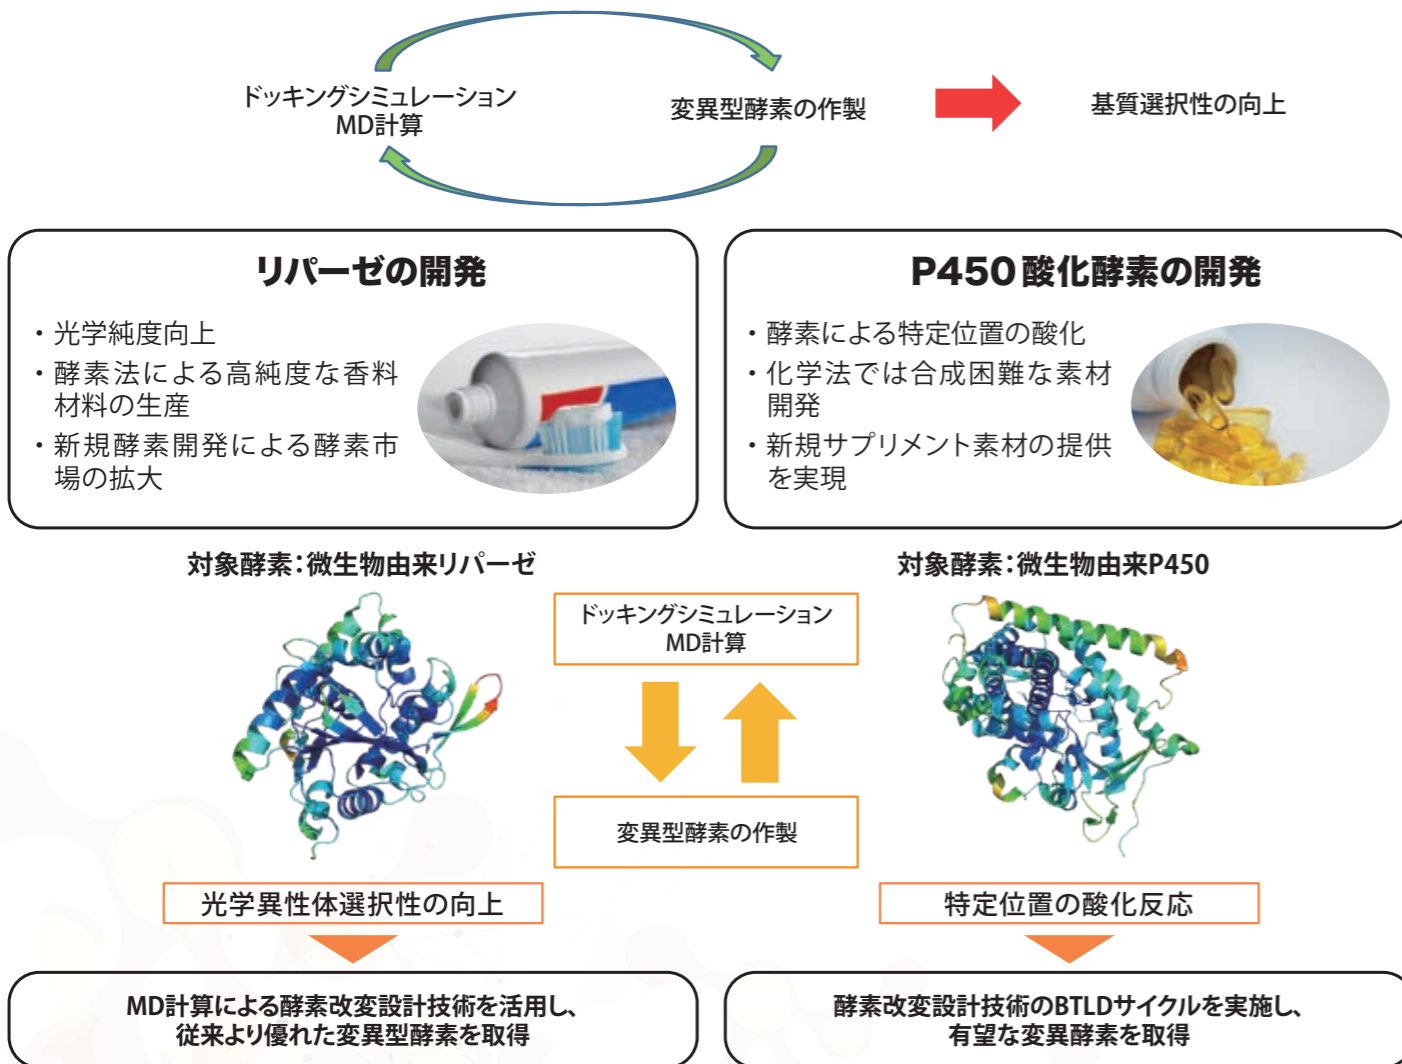 ドッキングシミュレーション
MD計算
変異型酵素の作製
基質選択性の向上
リパーゼの開発
・光学純度向上
・酵素法による高純度な香料
材料の生産
・新規酵素開発による酵素市
場の拡大
P450酸化酵素の開発
・酵素による特定位置の酸化
・化学法では合成困難な素材
開発
・新規サプリメント素材の提供
を実現
対象酵素：微生物由来リパーゼ
対象酵素：微生物由来P450
ドッキングシミュレーション
MD計算
変異型酵素の作製
光学異性体選択性の向上
特定位置の酸化反応
MD計算による酵素改変設計技術を活用し、
従来より優れた変異型酵素を取得
酵素改変設計技術のBTLDサイクルを実施し、
有望な変異酵素を取得